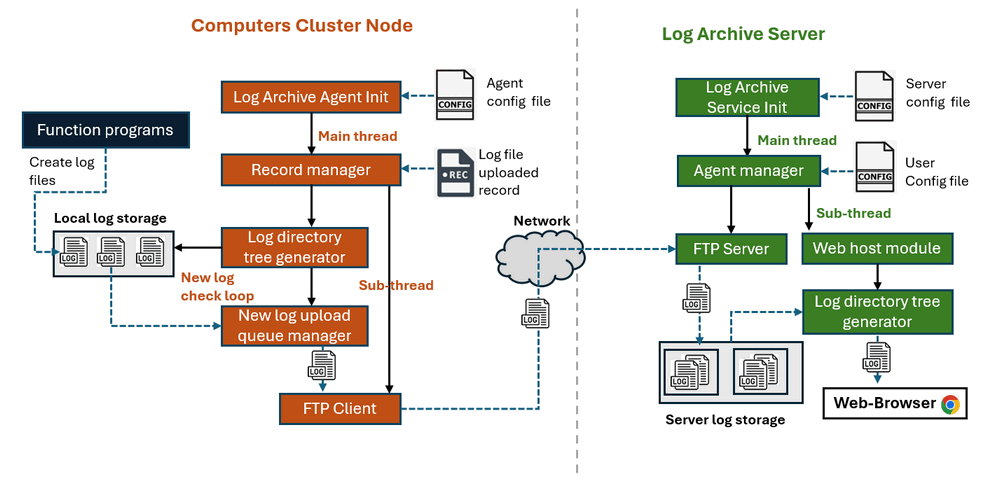 Computers Cluster Node
Log Archive Server
Log Archive Agent Init
CONFIG
Agent
config file
Main thread
Function programs
Create log
files
Record manager
REC
Log file
uploaded
record
Local log storage
LOG
LOG
LOG
Log directory
tree generator
New log
check loop
Sub-thread
New log upload
queue manager
LOG
FTP Client
Network
LOG
Log Archive
Service Init
CONFIG
Server
config file
Main thread
Agent manager
CONFIG
User
Config file
Sub-thread
FTP Server
Web host module
LOG
Log directory tree
generator
LOG
LOG
Server log storage
LOG
Web-Browser